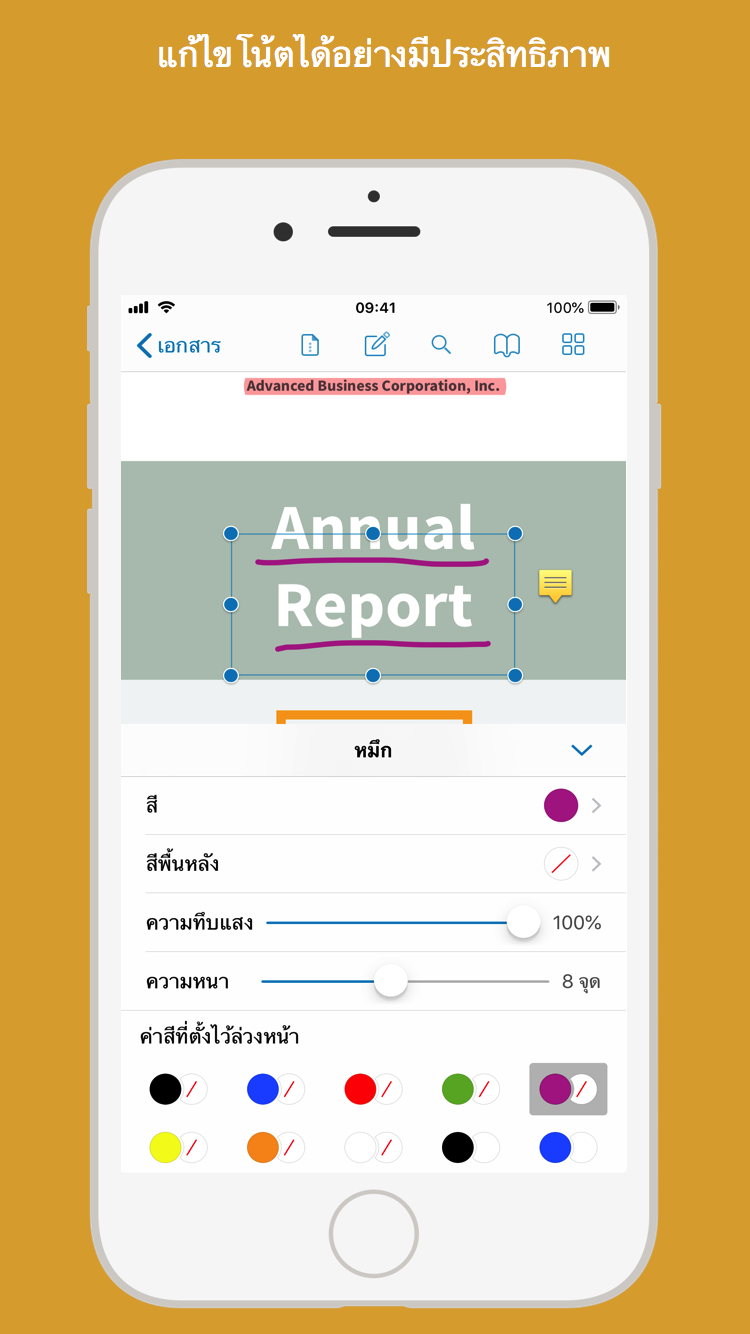 แก้ไขโน้ตได้อย่างมีประสิทธิภาพ
09:41
100%
เอกสาร
Advanced Business Corporation, Inc.
Annual
Report
หมึก
สี
สีพื้นหลัง
ความทึบแสง
100%
ความหนา
8 จุด
ค่าสีที่ตั้งไว้ล่วงหน้า